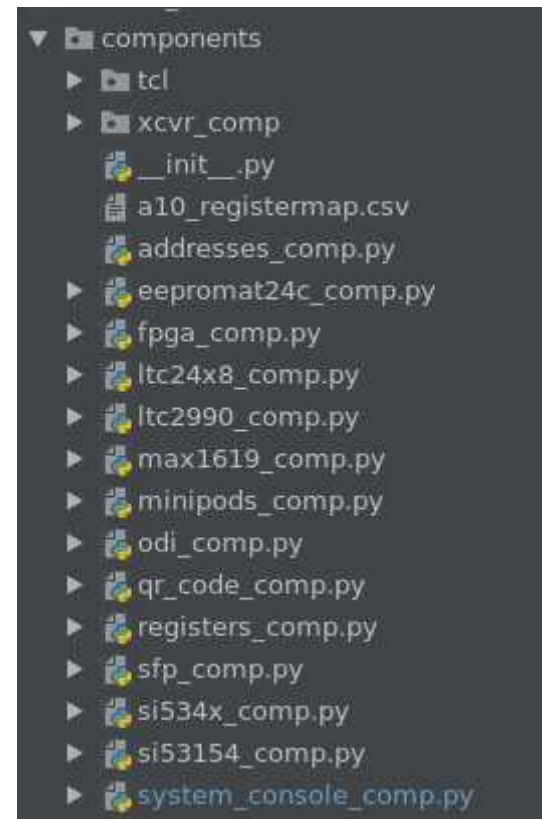 components
tcl
xcvr_comp
__init__.py
a10_registermap.csv
addresses_comp.py
eepromat24c_comp.py
fpga_comp.py
ltc24x8_comp.py
ltc2990_comp.py
max1619_comp.py
minipods_comp.py
odi_comp.py
qr_code_comp.py
registers_comp.py
sfp_comp.py
si534x_comp.py
si53154_comp.py
system_console_comp.py